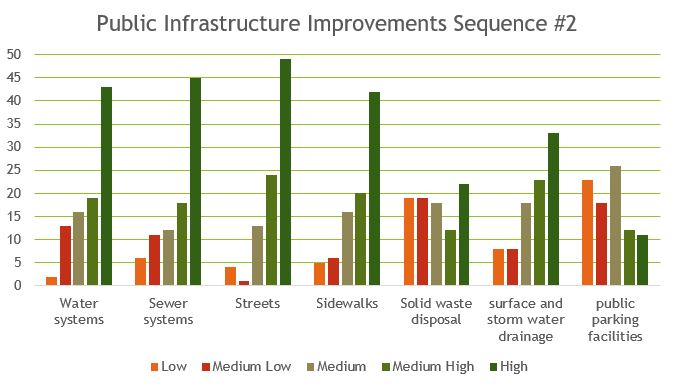 Public Infrastructure Improvements Sequence #2
50
45
40
35
30
25
20
15
10
5
0
Water systems
Sewer systems
Streets
Sidewalks
Solid waste disposal
surface and storm water drainage
public parking facilities
Low
Medium Low
Medium
Medium High
High